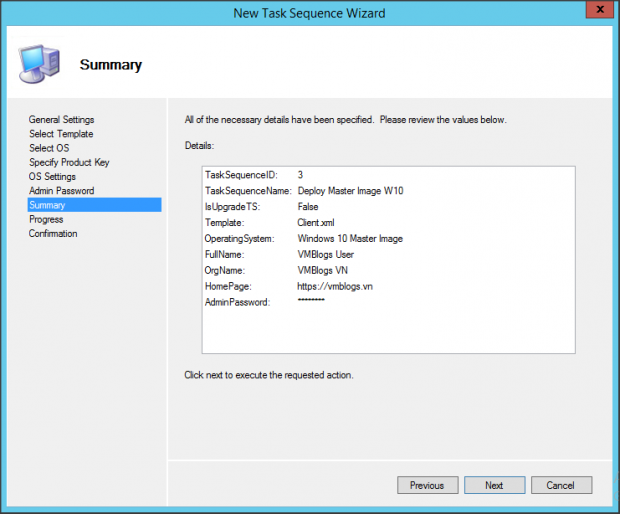 New Task Sequence Wizard
x
Summary
General Settings
Select Template
Select OS
Specify Product Key
OS Settings
Admin Password
Summary
Progress
Confirmation
All of the necessary details have been specified.  Please review the values below.
Details:
TaskSequenceID: 3
TaskSequenceName: Deploy Master Image W10
IsUpgradeTS: False
Template: Client.xml
OperatingSystem: Windows 10 Master Image
FullName: VMBlogs User
OrgName: VMBlogs VN
HomePage: https://vmblogs.vn
AdminPassword: ********
Click next to execute the requested action.
Previous Next Cancel